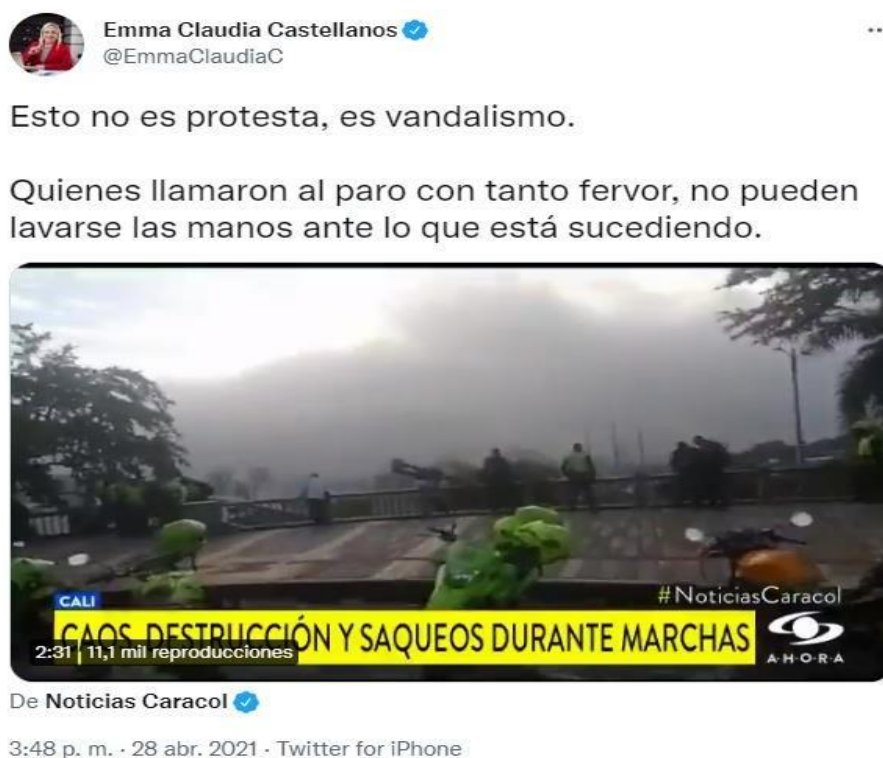 Emma Claudia Castellanos
@EmmaClaudiaC
Esto no es protesta, es vandalismo.
Quienes llamaron al paro con tanto fervor, no pueden
lavarse las manos ante lo que está sucediendo.
#NoticiasCaracol
CALI
CAOS, DESTRUCCIÓN Y SAQUEOS DURANTE MARCHAS
AHORA
2:31 | 11,1 mil reproducciones
De Noticias Caracol
3:48 p. m. · 28 abr. 2021 · Twitter for iPhone